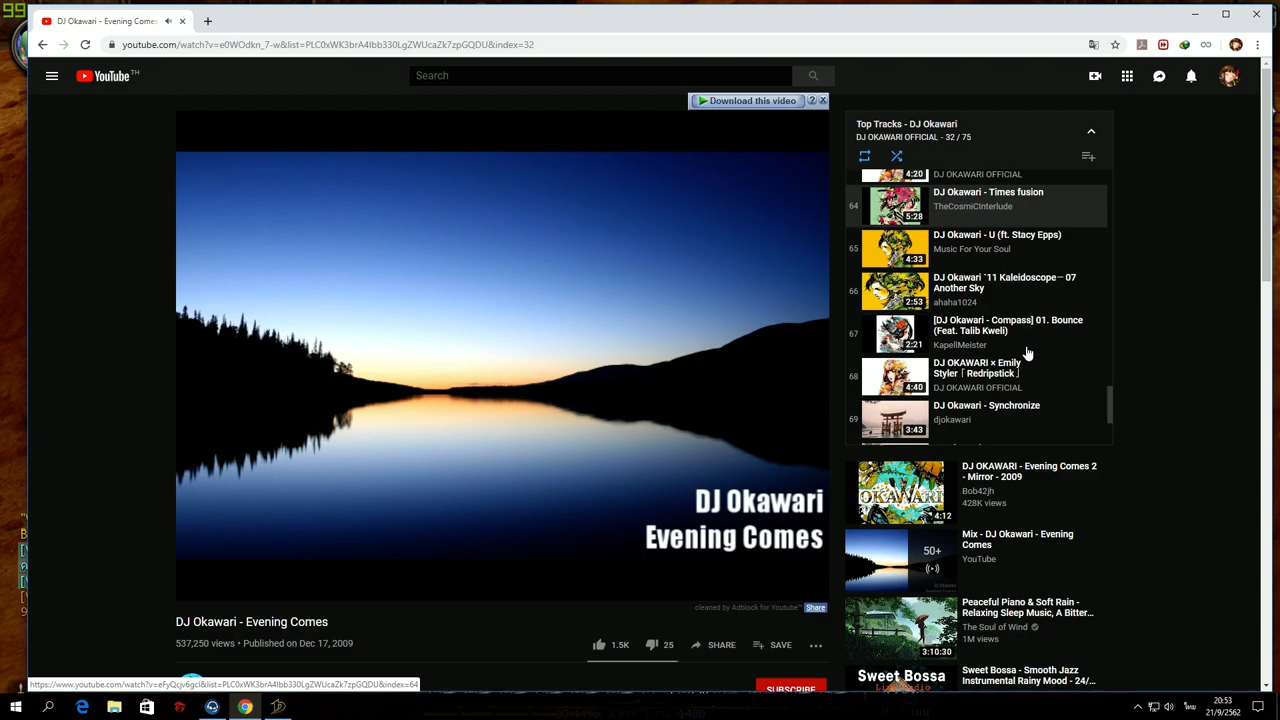 99
DJ Okawari - Evening Comes
youtube.com/watch?v=e0WOdkn_7-w&list=PLC0xWK3brA4Ibb330LgZWUcaZk7zpGQDU&index=32
YouTube TH
Search
Download this video ?
Top Tracks - DJ Okawari
DJ OKAWARI OFFICIAL - 32 / 75
4:20
DJ OKAWARI OFFICIAL
64
5:28
DJ Okawari - Times fusion
TheCosmiCInterlude
65
4:33
DJ Okawari - U (ft. Stacy Epps)
Music For Your Soul
66
2:53
DJ Okawari `11 Kaleidoscope─ 07
Another Sky
ahaha1024
67
2:21
[DJ Okawari - Compass] 01. Bounce
(Feat. Talib Kweli)
KapellMeister
68
4:40
DJ OKAWARI × Emily
Styler「Redripstick」
DJ OKAWARI OFFICIAL
69
3:43
DJ Okawari - Synchronize
djokawari
DJ Okawari
Evening Comes
cleaned by Adblock for Youtube™ Share
DJ Okawari - Evening Comes
537,250 views • Published on Dec 17, 2009
1.5K
25
SHARE
SAVE
SUBSCRIBE
OKAWARI
4:12
DJ OKAWARI - Evening Comes 2
- Mirror - 2009
Bob42jh
428K views
50+
Mix - DJ Okawari - Evening
Comes
YouTube
3:10:30
Peaceful Piano & Soft Rain -
Relaxing Sleep Music, A Bitter...
The Soul of Wind
1M views
Sweet Bossa
Sweet Bossa - Smooth Jazz
Instrumental Rainy Mood - 24/...
https://www.youtube.com/watch?v=eFyQcjv6gcI&list=PLC0xWK3brA4Ibb330LgZWUcaZk7zpGQDU&index=64
20:53
21/9/2562